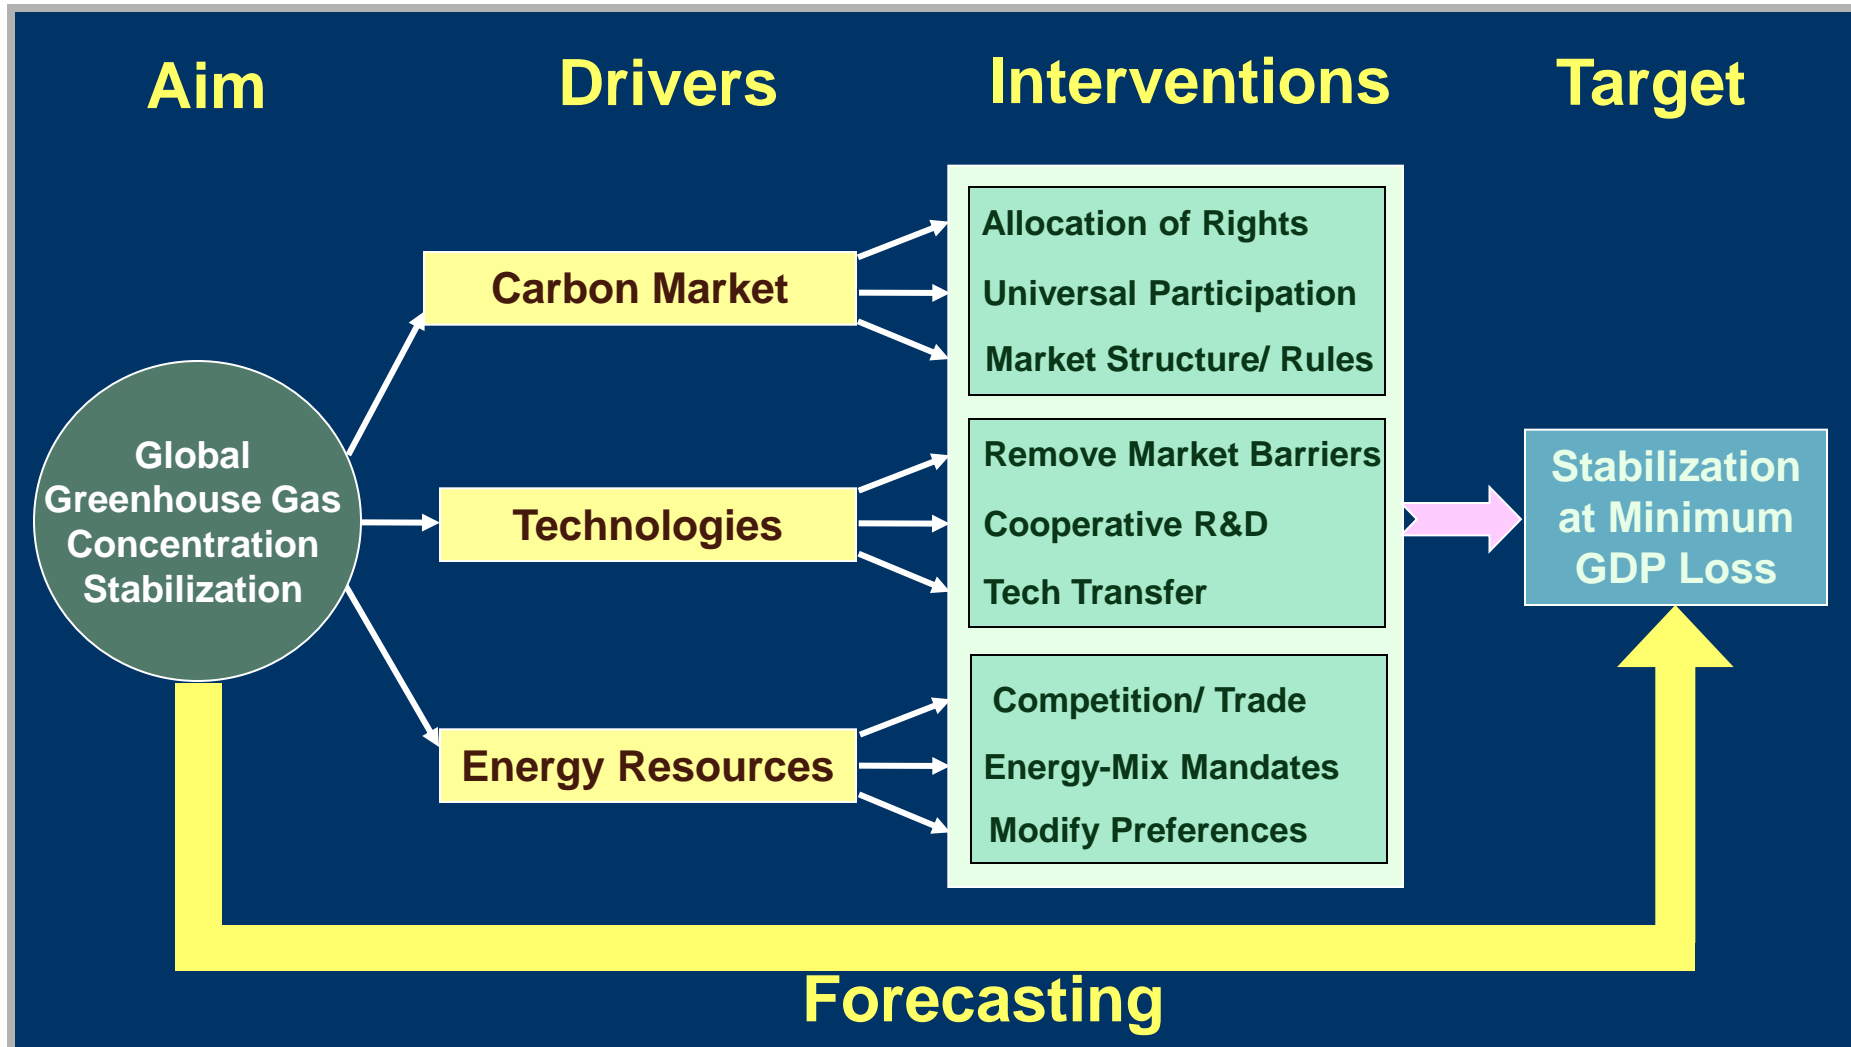 Aim
Drivers
Interventions
Target
Global
Greenhouse Gas
Concentration
Stabilization
Carbon Market
Technologies
Energy Resources
Allocation of Rights
Universal Participation
Market Structure/ Rules
Remove Market Barriers
Cooperative R&D
Tech Transfer
Competition/ Trade
Energy-Mix Mandates
Modify Preferences
Stabilization
at Minimum
GDP Loss
Forecasting